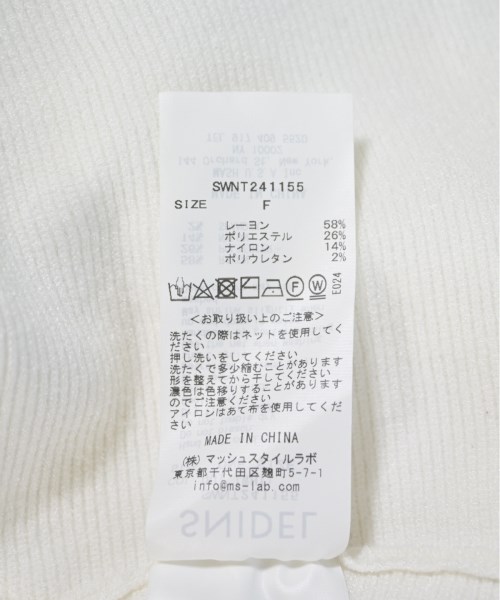 SWNT241155
SIZE F
レーヨン 58%
ポリエステル 26%
ナイロン 14%
ポリウレタン 2%
F W E024
<お取り扱い上のご注意>
洗たくの際はネットを使用してく
ださい
押し洗いをしてください
洗たくで多少縮むことがあります
形を整えてから干してください
濃色は色移りすることがあります
のでご注意ください
アイロンはあて布を使用してくだ
さい
MADE IN CHINA
(株)マッシュスタイルラボ
東京都千代田区麹町5-7-1
info@ms-lab.com
SWNT241155
SNIDEL